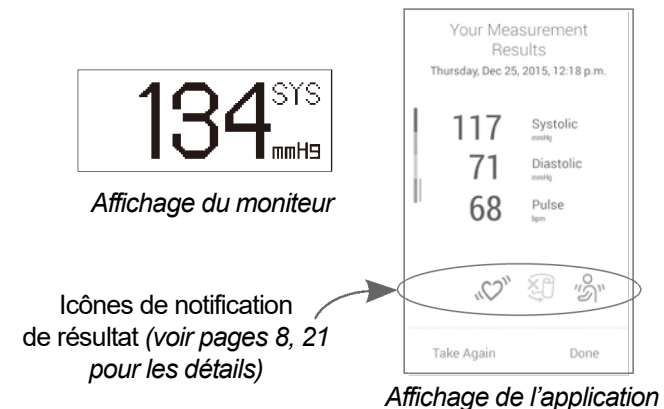 134 SYS
mmHg
Affichage du moniteur
Icônes de notification
de résultat (voir pages 8, 21
pour les détails)
Your Measurement
Results
Thursday, Dec 25, 2015, 12:18 p.m.
117 Systolic
mmHg
71 Diastolic
mmHg
68 Pulse
bpm
Take Again Done
Affichage de l’application